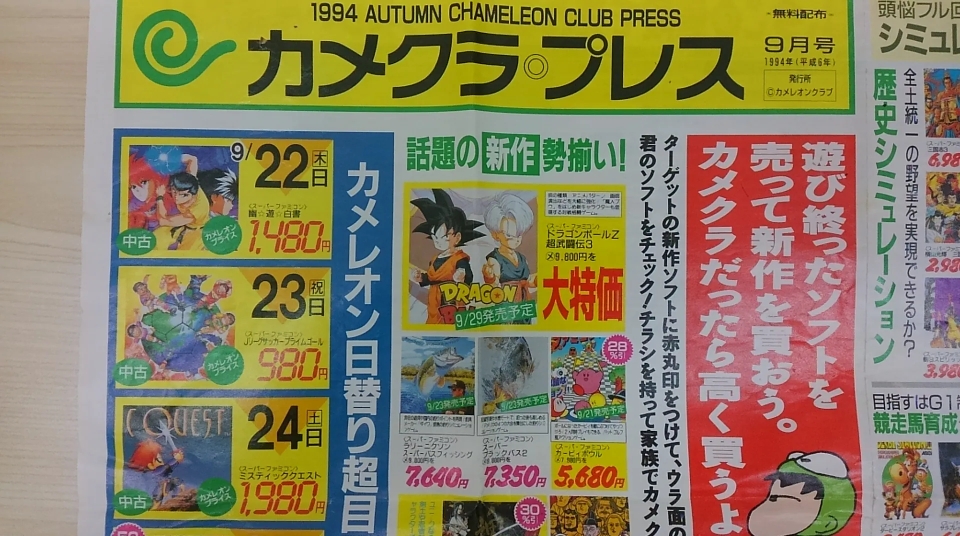 1994 AUTUMN CHAMELEON CLUB PRESS
カメクラ◎プレス
-無料配布-
9月号
1994年(平成6年)
発行所
©カメレオンクラブ
9/22日 木
(スーパーファミコン)
幽☆遊☆白書
中古
カメレオンプライス
1,480円
23日 祝
(スーパーファミコン)
Jリーグサッカープライムゴール
中古
カメレオンプライス
980円
24日 土
(スーパーファミコン)
ミスティッククエスト
中古
カメレオンプライス
1,980円
カメレオン日替り超目
話題の新作勢揃い!
(スーパーファミコン)
ドラゴンボールZ
超武闘伝3
9,800円を
大特価
DRAGON
9/29発売予定
9/23発売予定
(スーパーファミコン)
ラリーニクソン
スーパーバスフィッシング
7,640円
9/23発売予定
(スーパーファミコン)
スーパー
ブラックバス2
7,350円
28%引
9/21発売予定
(スーパーファミコン)
カービィボウル
5,680円
30%引
ターゲットの新作ソフトに赤丸印をつけて、ウラ面の
君のソフトをチェック!チラシを持って家族でカメク
遊び終ったソフトを
売って新作を買おう。
カメクラだったら高く買うよ
頭悩フル回
シミュレ
全土統一の野望を実現できるか?
歴史シミュレーション
三国志3
6,98
2,98
3,98
目指すはG1
競走馬育成